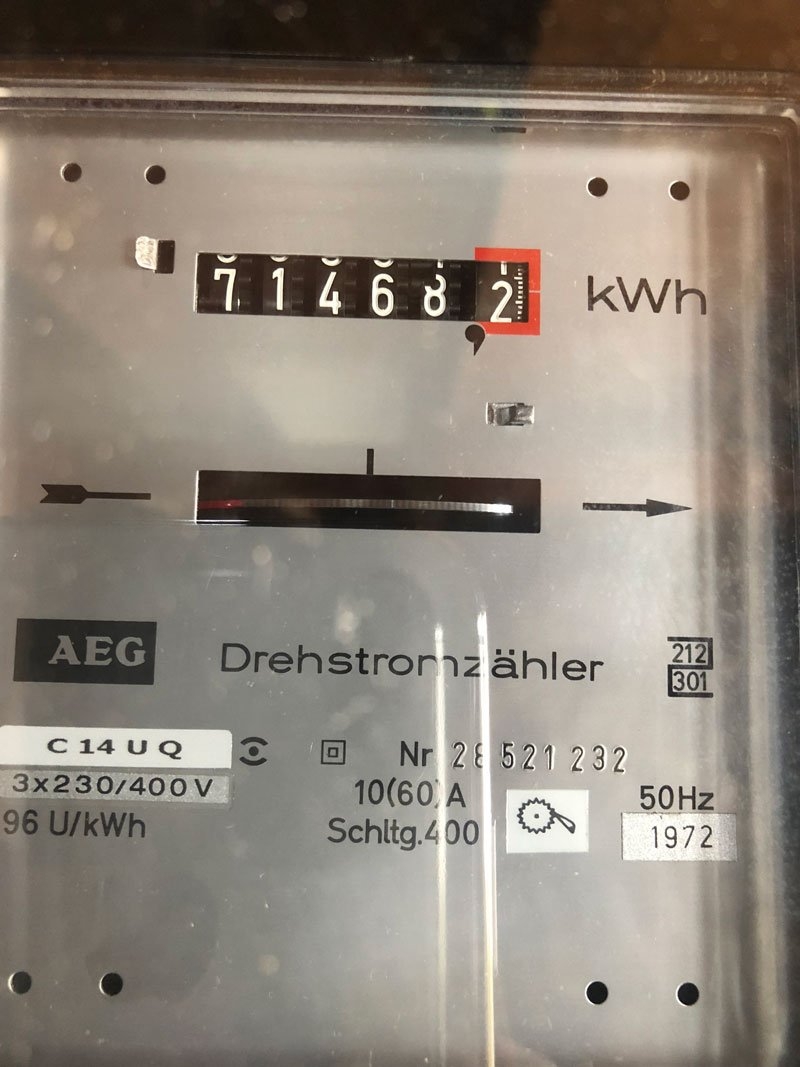 71468,2 kWh
AEG Drehstromzähler 212
301
C 14 U Q Nr 28 521 232
3x230/400 V 10(60) A 50Hz
96 U/kWh Schltg.400 1972